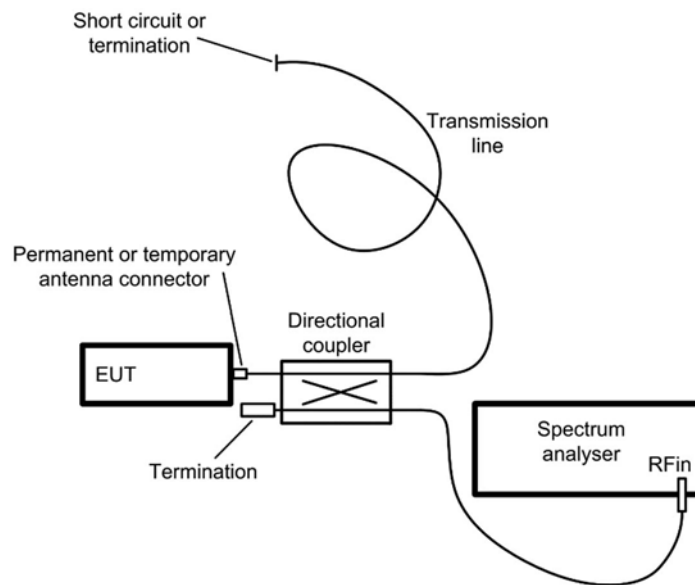 Short circuit or
termination
Transmission
line
Permanent or temporary
antenna connector
Directional
coupler
EUT
Termination
Spectrum
analyser
RFin